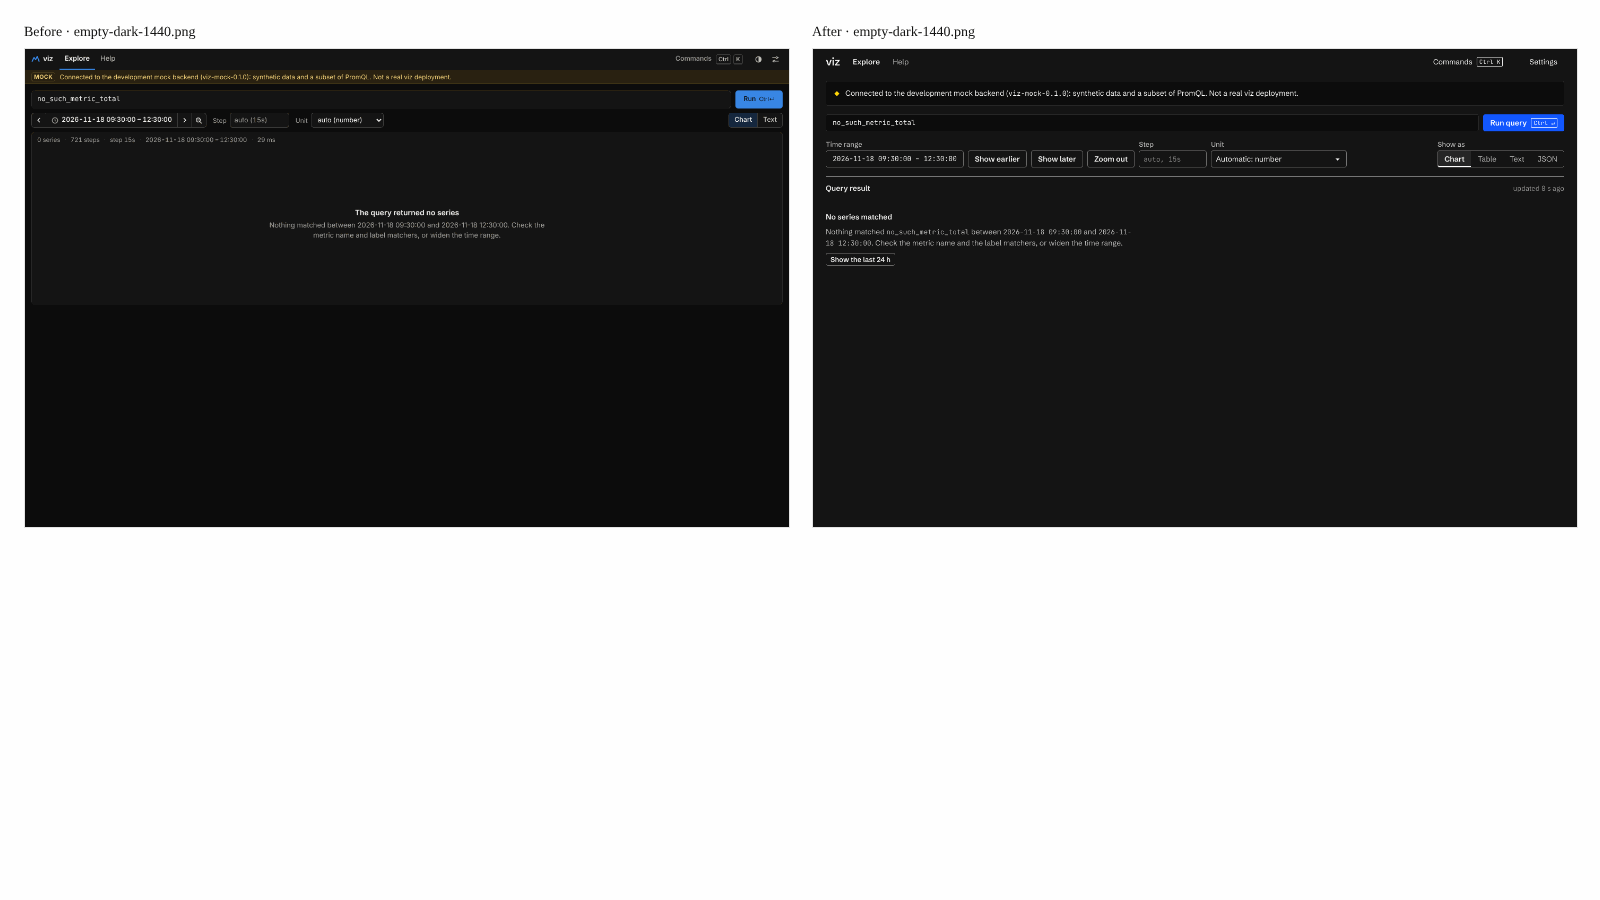 Before · empty-dark-1440.png
viz Explore Help Commands Ctrl K
MOCK Connected to the development mock backend (viz-mock-0.1.0): synthetic data and a subset of PromQL. Not a real viz deployment.
no_such_metric_total Run Ctrl↵
2026-11-18 09:30:00 – 12:30:00 Step auto (15s) Unit auto (number) Chart Text
0 series 721 steps step 15s 2026-11-18 09:30:00 – 12:30:00 29 ms
The query returned no series
Nothing matched between 2026-11-18 09:30:00 and 2026-11-18 12:30:00. Check the
metric name and label matchers, or widen the time range.
After · empty-dark-1440.png
viz Explore Help Commands Ctrl K Settings
Connected to the development mock backend (viz-mock-0.1.0): synthetic data and a subset of PromQL. Not a real viz deployment.
no_such_metric_total Run query Ctrl ↵
Time range Step Unit Show as
2026-11-18 09:30:00 – 12:30:00 Show earlier Show later Zoom out auto, 15s Automatic: number Chart Table Text JSON
Query result updated 8 s ago
No series matched
Nothing matched no_such_metric_total between 2026-11-18 09:30:00 and 2026-11-
18 12:30:00. Check the metric name and the label matchers, or widen the time range.
Show the last 24 h